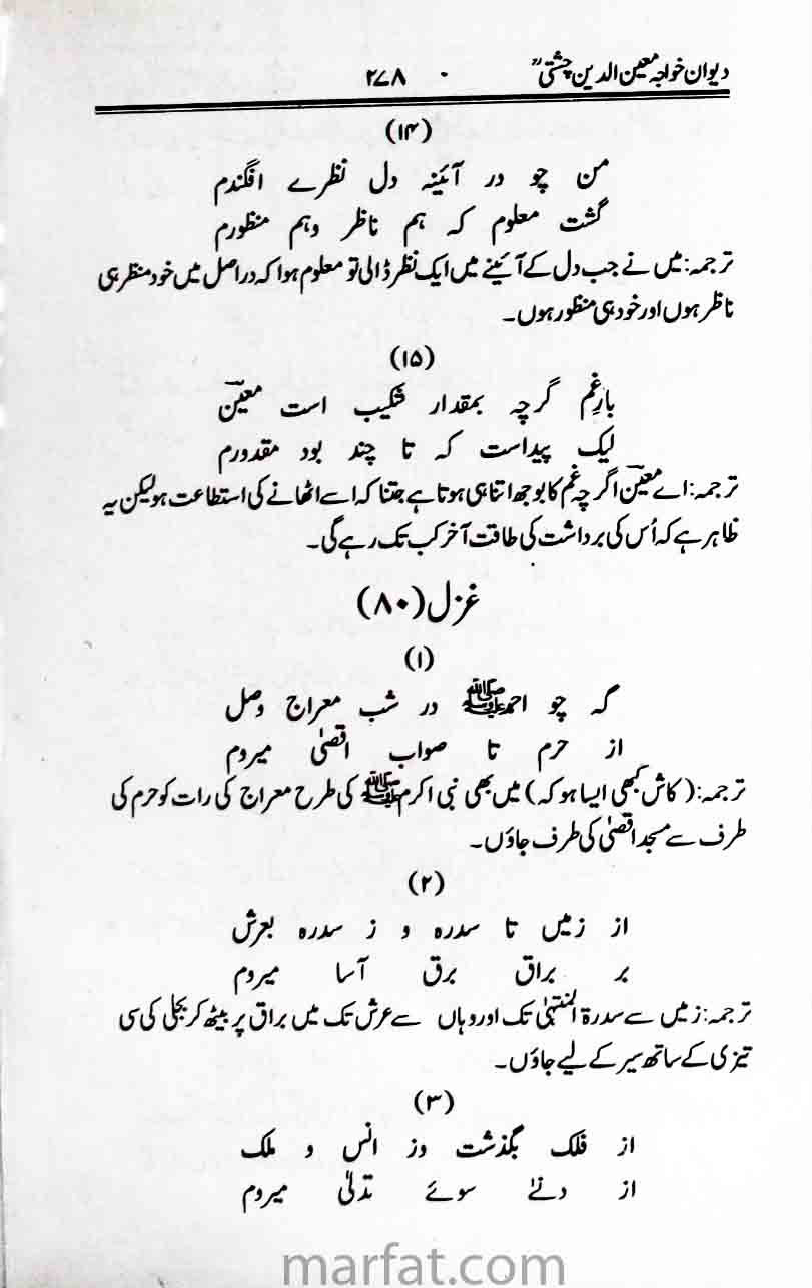 دیوان خواجہ معین الدین چشتیؒ · ۲۷۸
(۱۴)
من چو در آئینہ دل نظرے افگندم
گشت معلوم کہ ہم ناظر وہم منظورم
ترجمہ: میں نے جب دل کے آئینے میں ایک نظر ڈالی تو معلوم ہوا کہ دراصل میں خود منظر ہی
ناظر ہوں اور خود ہی منظور ہوں۔
(۱۵)
بارِغم گرچہ بمقدار شکیب است معینؔ
لیک پیداست کہ تا چند بود مقدورم
ترجمہ: اے معینؔ اگرچہ غم کا بوجھ اتنا ہی ہوتا ہے جتنا کہ اسے اٹھانے کی استطاعت ہو لیکن یہ
ظاہر ہے کہ اُس کی برداشت کی طاقت آخر کب تک رہے گی۔
غزل (۸۰)
(۱)
گہ چو احمدﷺ در شب معراج وصل
از حرم تا صواب اقصیٰ میروم
ترجمہ: (کاش کبھی ایسا ہو کہ) میں بھی نبی اکرمﷺ کی طرح معراج کی رات کو حرم کی
طرف سے مسجد اقصیٰ کی طرف جاؤں۔
(۲)
از زمیں تا سدرہ و ز سدرہ بعرش
بر براق برق آسا میروم
ترجمہ: زمیں سے سدرۃ المنتہیٰ تک اور وہاں سے عرش تک میں براق پر بیٹھ کر بجلی کی سی
تیزی کے ساتھ سیر کے لیے جاؤں۔
(۳)
از فلک بگذشت وز انس و ملک
از دنےٰ سوئے تدلیٰ میروم
marfat.com